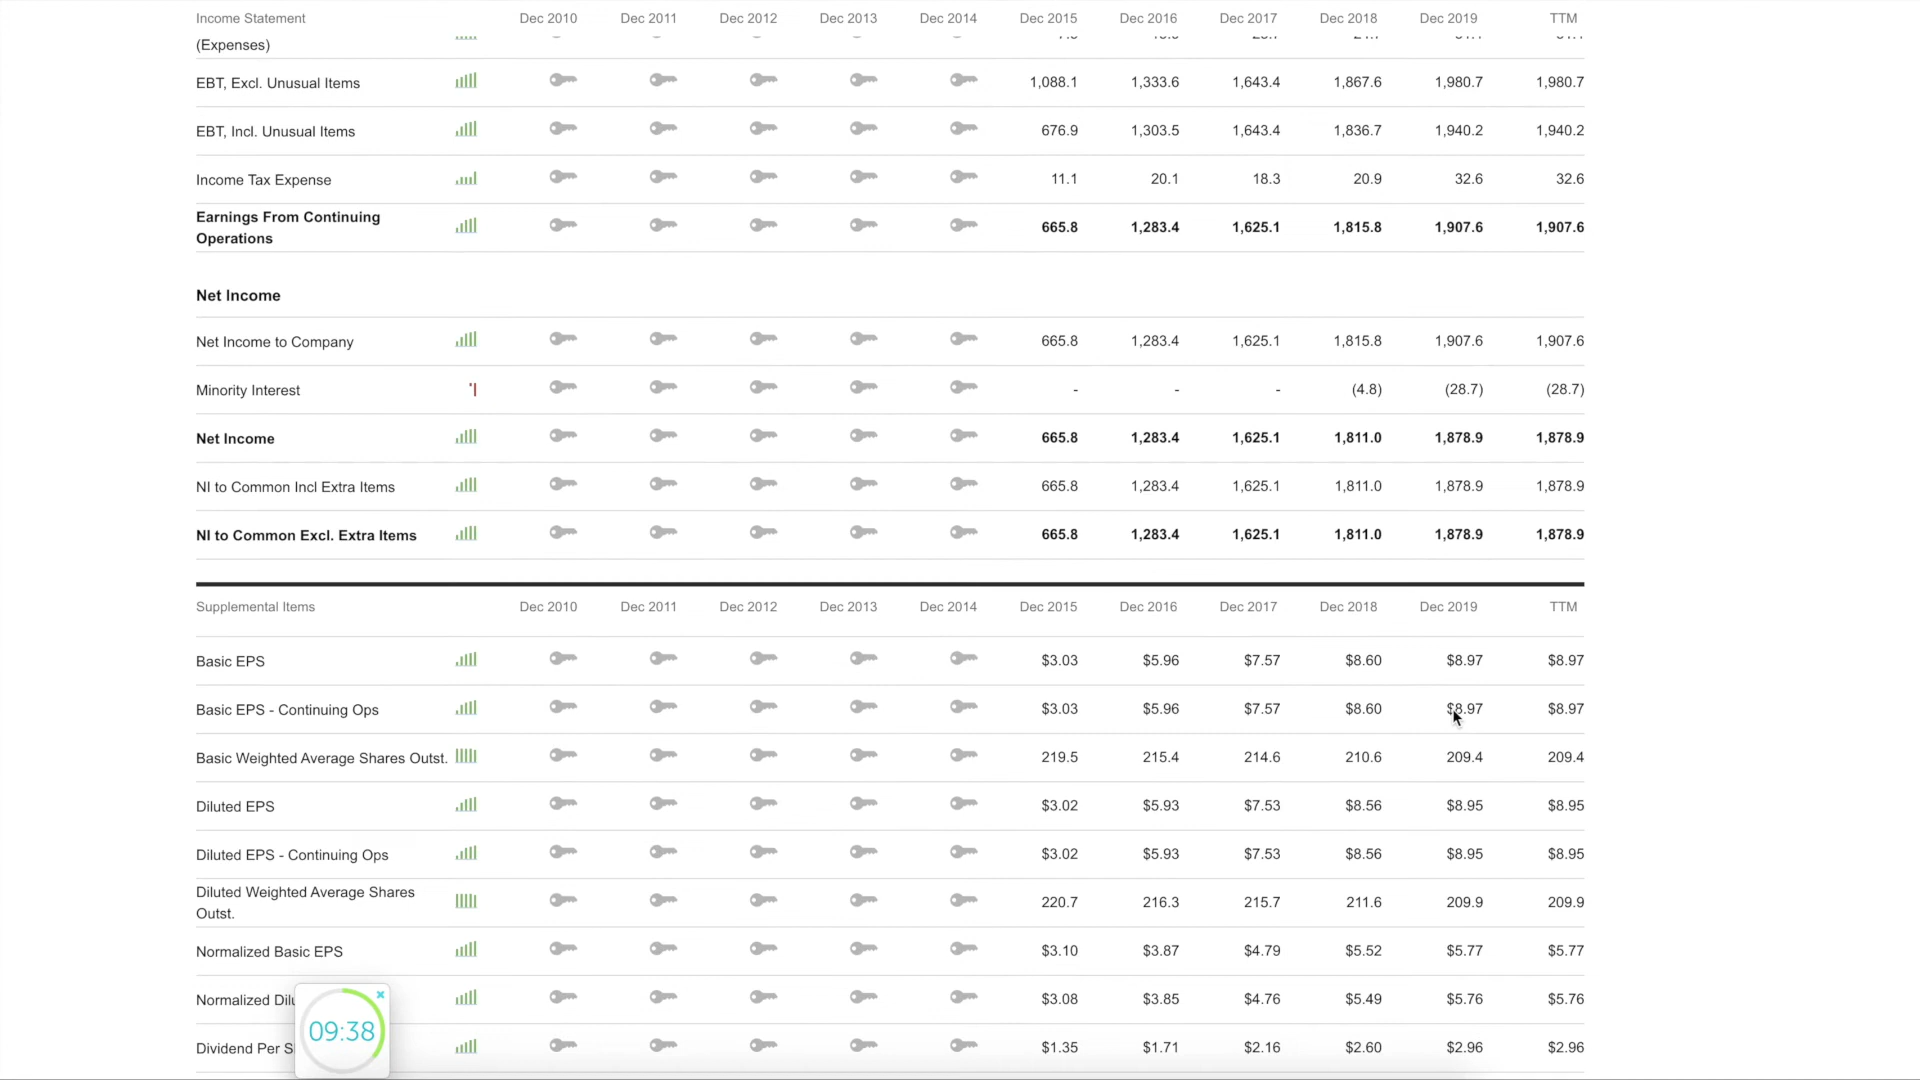 Income Statement Dec 2010 Dec 2011 Dec 2012 Dec 2013 Dec 2014 Dec 2015 Dec 2016 Dec 2017 Dec 2018 Dec 2019 TTM
(Expenses)
EBT, Excl. Unusual Items 1,088.1 1,333.6 1,643.4 1,867.6 1,980.7 1,980.7
EBT, Incl. Unusual Items 676.9 1,303.5 1,643.4 1,836.7 1,940.2 1,940.2
Income Tax Expense 11.1 20.1 18.3 20.9 32.6 32.6
Earnings From Continuing
Operations 665.8 1,283.4 1,625.1 1,815.8 1,907.6 1,907.6
Net Income
Net Income to Company 665.8 1,283.4 1,625.1 1,815.8 1,907.6 1,907.6
Minority Interest - - - (4.8) (28.7) (28.7)
Net Income 665.8 1,283.4 1,625.1 1,811.0 1,878.9 1,878.9
NI to Common Incl Extra Items 665.8 1,283.4 1,625.1 1,811.0 1,878.9 1,878.9
NI to Common Excl. Extra Items 665.8 1,283.4 1,625.1 1,811.0 1,878.9 1,878.9
Supplemental Items Dec 2010 Dec 2011 Dec 2012 Dec 2013 Dec 2014 Dec 2015 Dec 2016 Dec 2017 Dec 2018 Dec 2019 TTM
Basic EPS $3.03 $5.96 $7.57 $8.60 $8.97 $8.97
Basic EPS - Continuing Ops $3.03 $5.96 $7.57 $8.60 $8.97 $8.97
Basic Weighted Average Shares Outst. 219.5 215.4 214.6 210.6 209.4 209.4
Diluted EPS $3.02 $5.93 $7.53 $8.56 $8.95 $8.95
Diluted EPS - Continuing Ops $3.02 $5.93 $7.53 $8.56 $8.95 $8.95
Diluted Weighted Average Shares
Outst. 220.7 216.3 215.7 211.6 209.9 209.9
Normalized Basic EPS $3.10 $3.87 $4.79 $5.52 $5.77 $5.77
Normalized $3.08 $3.85 $4.76 $5.49 $5.76 $5.76
09:38
Dividend Per $1.35 $1.71 $2.16 $2.60 $2.96 $2.96